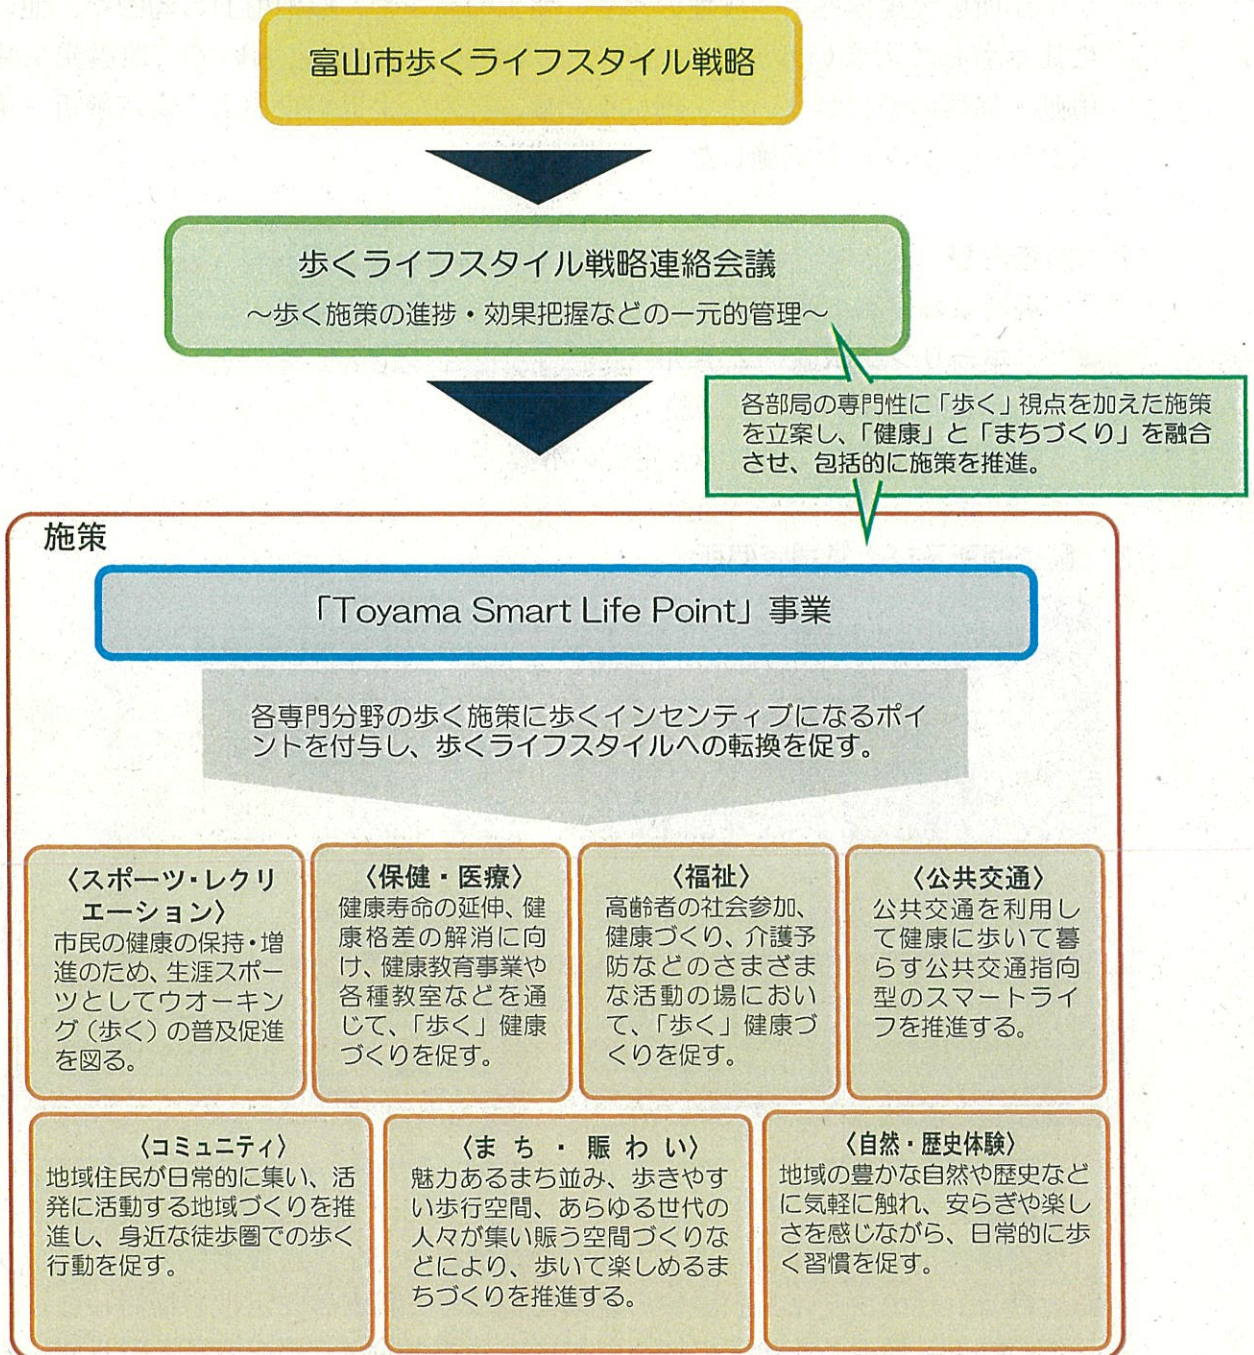 富山市歩くライフスタイル戦略
歩くライフスタイル戦略連絡会議
～歩く施策の進捗・効果把握などの一元的管理～
各部局の専門性に「歩く」視点を加えた施策
を立案し、「健康」と「まちづくり」を融合
させ、包括的に施策を推進。
施策
「Toyama Smart Life Point」事業
各専門分野の歩く施策に歩くインセンティブになるポイ
ントを付与し、歩くライフスタイルへの転換を促す。
〈スポーツ・レクリ
エーション〉
市民の健康の保持・増
進のため、生涯スポー
ツとしてウオーキン
グ（歩く）の普及促進
を図る。
〈保健・医療〉
健康寿命の延伸、健
康格差の解消に向
け、健康教育事業や
各種教室などを通
じて、「歩く」健康
づくりを促す。
〈福祉〉
高齢者の社会参加、
健康づくり、介護予
防などのさまざま
な活動の場におい
て、「歩く」健康づ
くりを促す。
〈公共交通〉
公共交通を利用し
て健康に歩いて暮
らす公共交通指向
型のスマートライ
フを推進する。
〈コミュニティ〉
地域住民が日常的に集い、活
発に活動する地域づくりを推
進し、身近な徒歩圏での歩く
行動を促す。
〈まち・賑わい〉
魅力あるまち並み、歩きやす
い歩行空間、あらゆる世代の
人々が集い賑う空間づくりな
どにより、歩いて楽しめるま
ちづくりを推進する。
〈自然・歴史体験〉
地域の豊かな自然や歴史など
に気軽に触れ、安らぎや楽し
さを感じながら、日常的に歩
く習慣を促す。